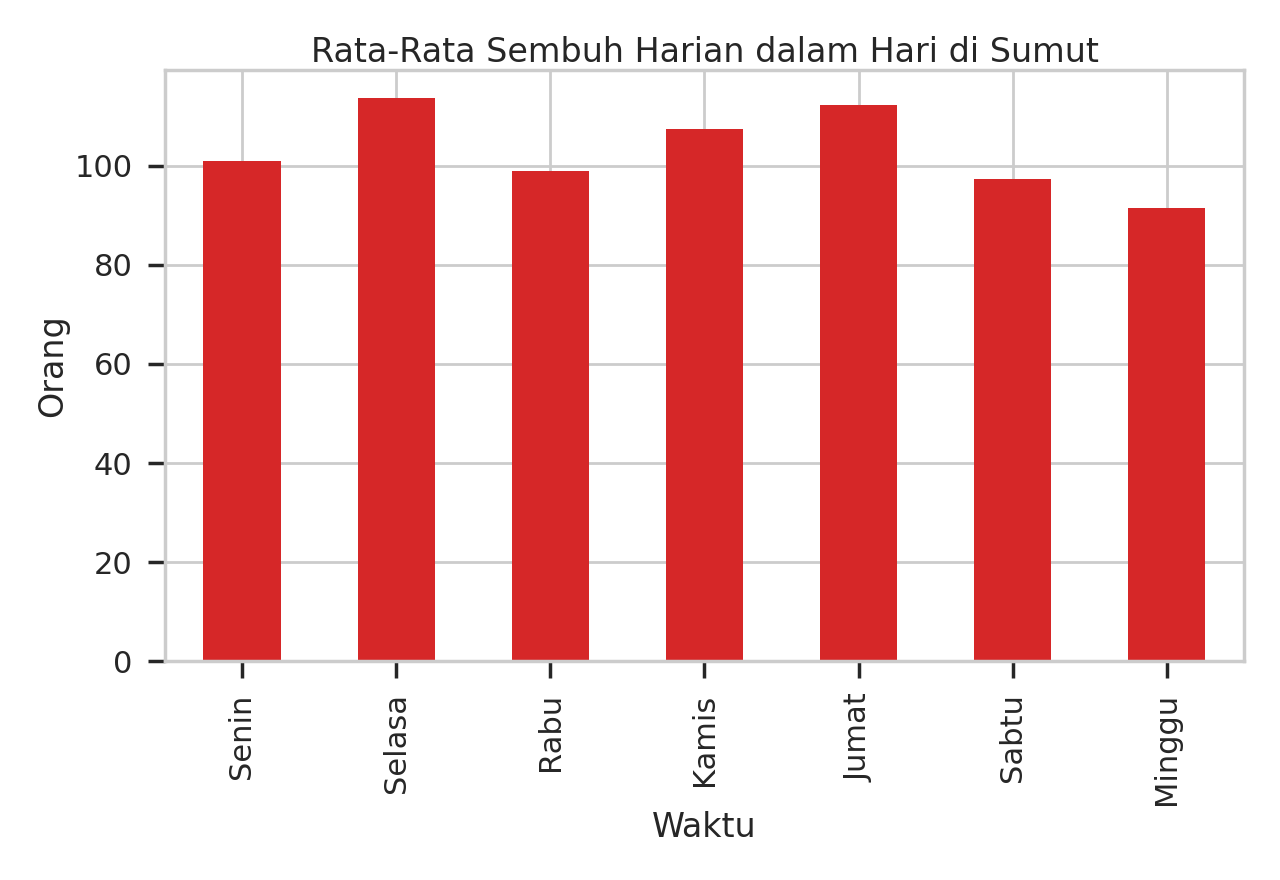 Rata-Rata Sembuh Harian dalam Hari di Sumut
Orang
100
80
60
40
20
0
Senin
Selasa
Rabu
Kamis
Jumat
Sabtu
Minggu
Waktu